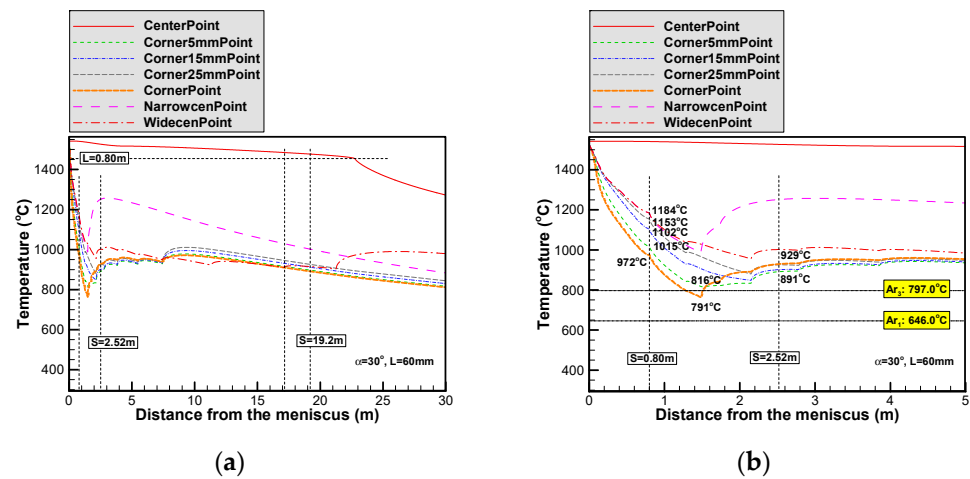 CenterPoint
Corner5mmPoint
Corner15mmPoint
Corner25mmPoint
CornerPoint
NarrowcenPoint
WidecenPoint
L=0.80m
1400
1200
1000
800
600
400
Temperature (°C)
S=2.52m
S=19.2m
α=30°, L=60mm
0 5 10 15 20 25 30
Distance from the meniscus (m)
(a)
CenterPoint
Corner5mmPoint
Corner15mmPoint
Corner25mmPoint
CornerPoint
NarrowcenPoint
WidecenPoint
1400
1200
1000
800
600
400
Temperature (°C)
1184°C
1153°C
1102°C
1015°C
972°C
816°C
791°C
929°C
891°C
Ar3: 797.0°C
Ar1: 646.0°C
S=0.80m
S=2.52m
α=30°, L=60mm
0 1 2 3 4 5
Distance from the meniscus (m)
(b)